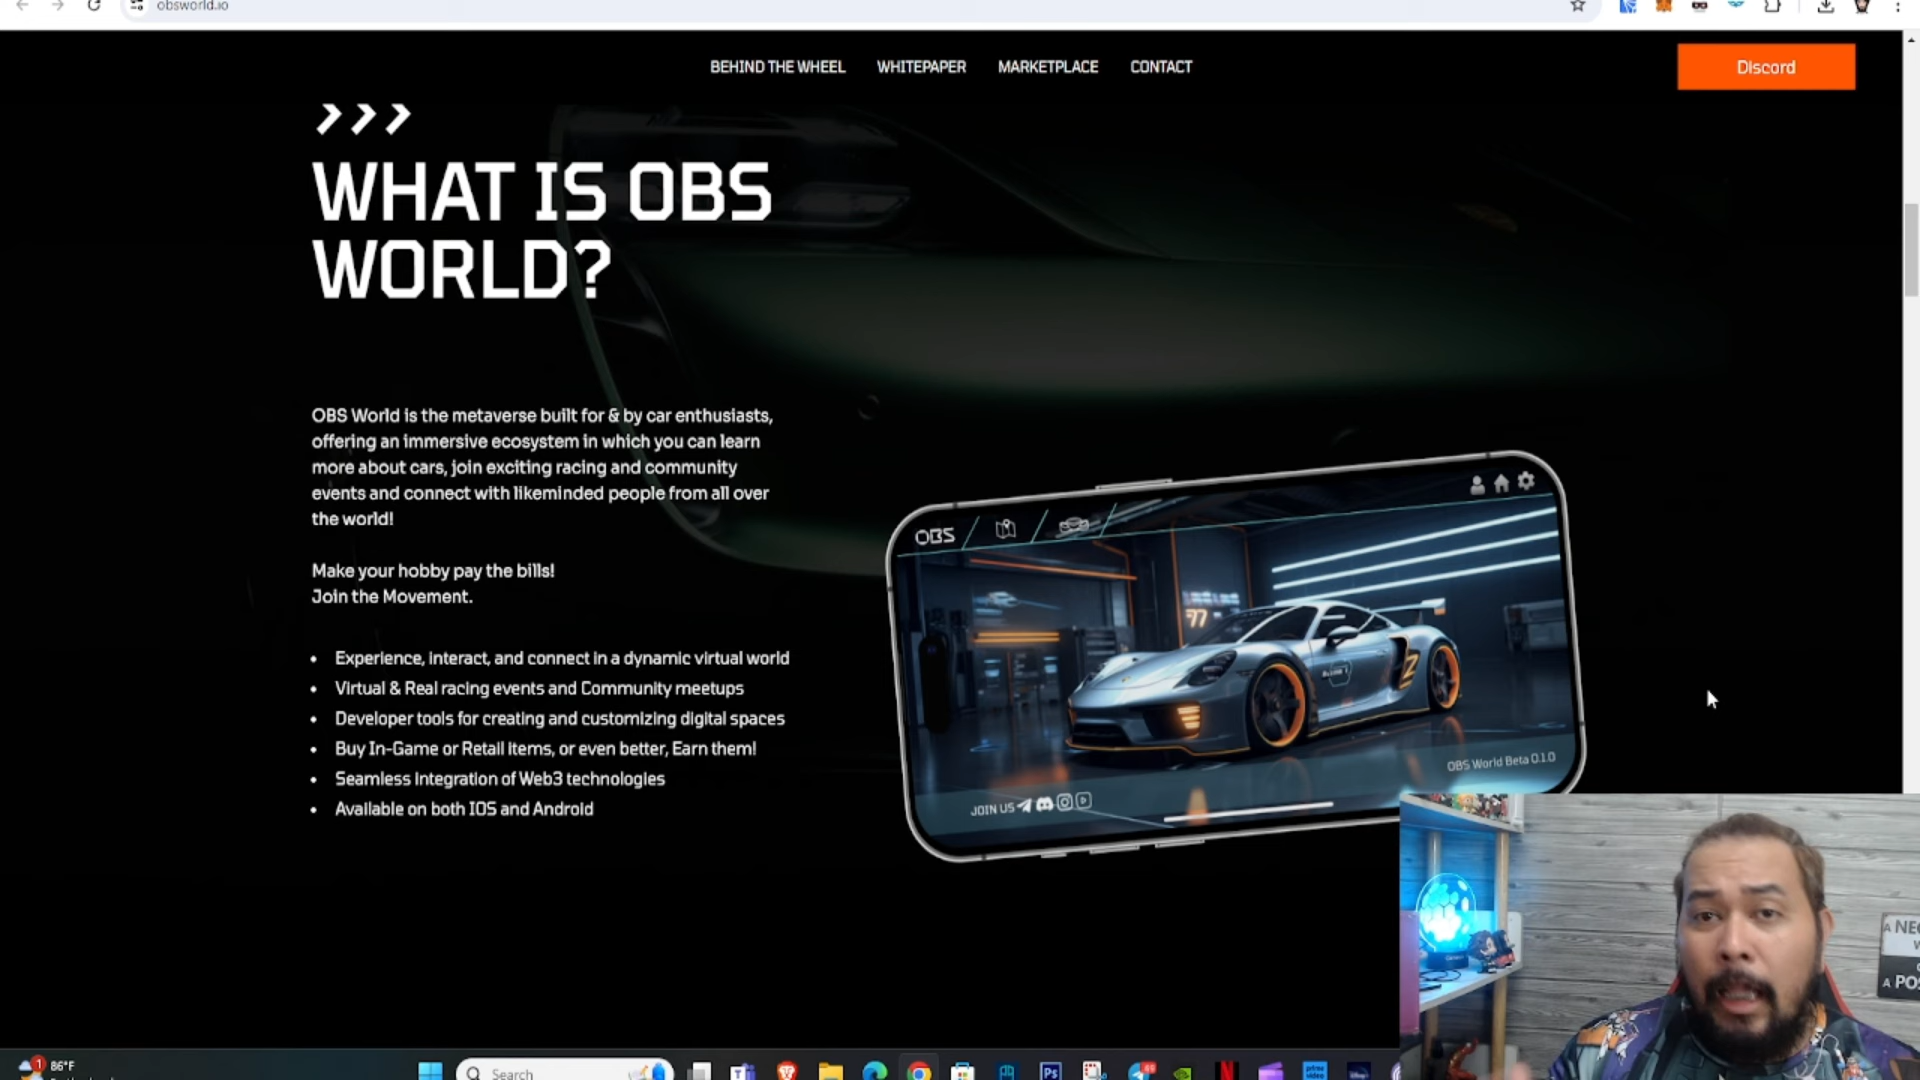 obsworld.io
BEHIND THE WHEEL
WHITEPAPER
MARKETPLACE
CONTACT
Discord
WHAT IS OBS
WORLD?
OBS World is the metaverse built for & by car enthusiasts,
offering an immersive ecosystem in which you can learn
more about cars, join exciting racing and community
events and connect with likeminded people from all over
the world!
Make your hobby pay the bills!
Join the Movement.
• Experience, interact, and connect in a dynamic virtual world
• Virtual & Real racing events and Community meetups
• Developer tools for creating and customizing digital spaces
• Buy In-Game or Retail Items, or even better, Earn them!
• Seamless Integration of Web3 technologies
• Available on both IOS and Android
OBS
77
OBS World Beta 0.1.0
JOIN US
A NEG
A POS
1
86°F
Search
Ps
N